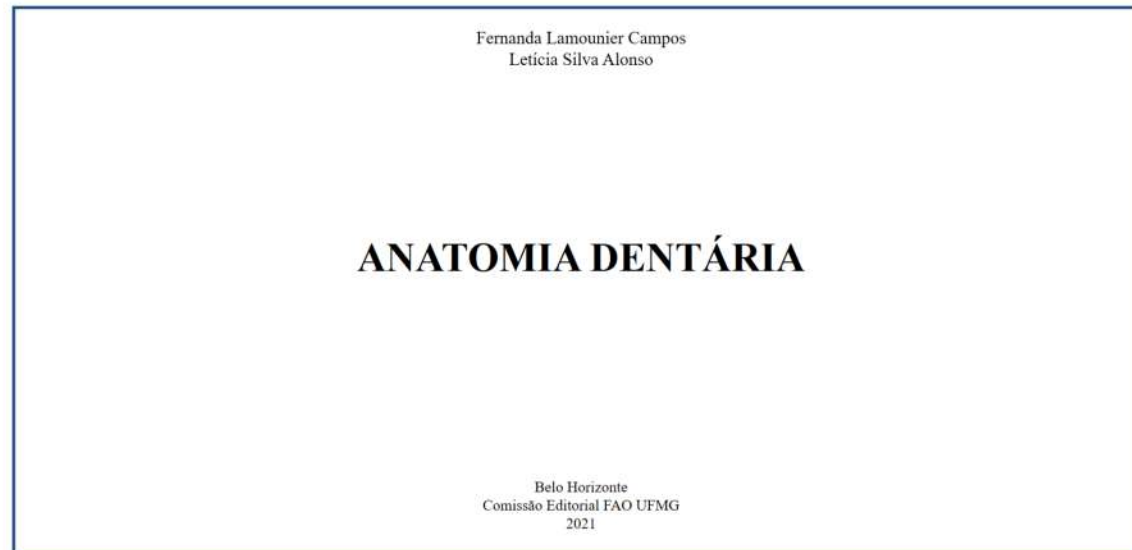 Fernanda Lamounier Campos
Letícia Silva Alonso
ANATOMIA DENTÁRIA
Belo Horizonte
Comissão Editorial FAO UFMG
2021